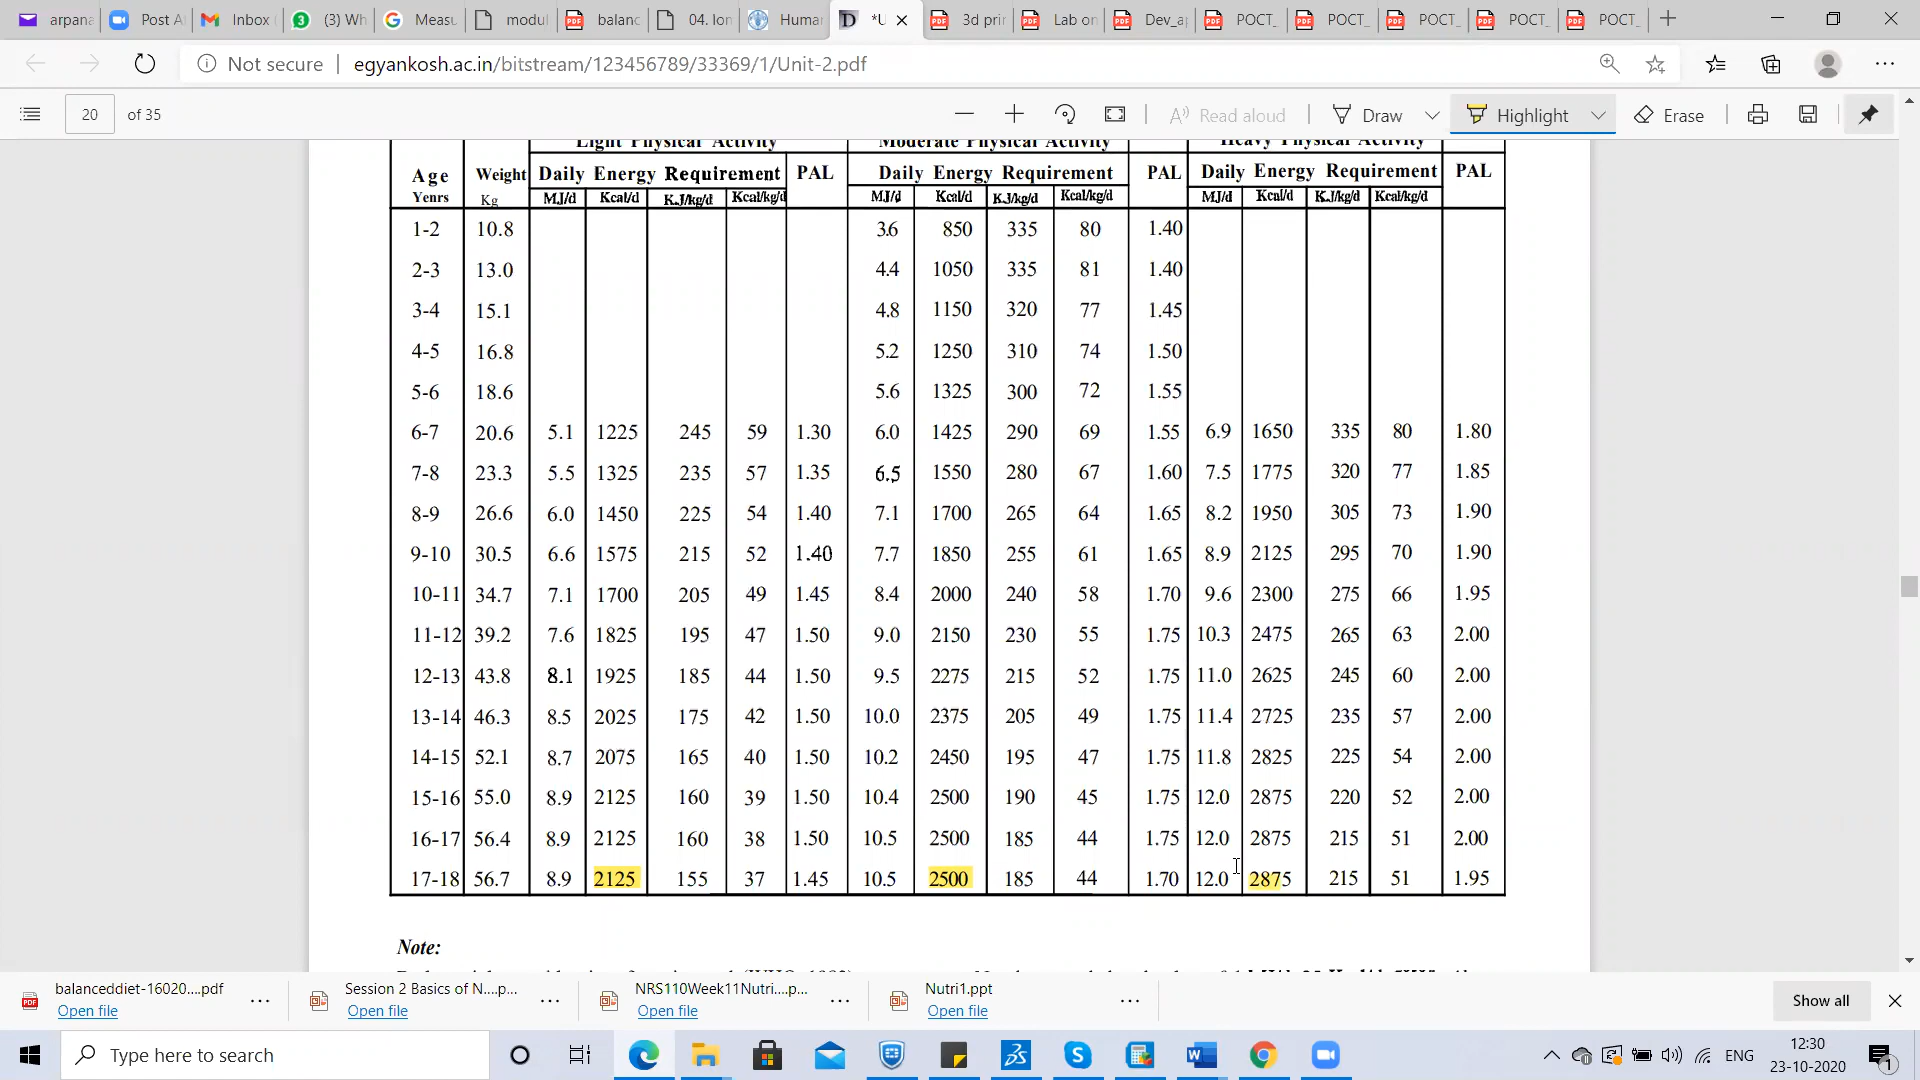 arpana Post A Inbox (3) Wh Measu modul balanc 04. Ion Human *U 3d prin Lab on Dev_ap POCT_ POCT_ POCT_ POCT_ POCT_
Not secure egyankosh.ac.in/bitstream/123456789/33369/1/Unit-2.pdf
20 of 35 Read aloud Draw Highlight Erase
Light Physical Activity Moderate Physical Activity Heavy Physical Activity
Age Weight Daily Energy Requirement PAL Daily Energy Requirement PAL Daily Energy Requirement PAL
Yenrs Kg MJ/d Kcal/d KJ/kg/d Kcal/kg/d MJ/d Kcal/d KJ/kg/d Kcal/kg/d MJ/d Kcal/d KJ/kg/d Kcal/kg/d
1-2 10.8 3.6 850 335 80 1.40
2-3 13.0 4.4 1050 335 81 1.40
3-4 15.1 4.8 1150 320 77 1.45
4-5 16.8 5.2 1250 310 74 1.50
5-6 18.6 5.6 1325 300 72 1.55
6-7 20.6 5.1 1225 245 59 1.30 6.0 1425 290 69 1.55 6.9 1650 335 80 1.80
7-8 23.3 5.5 1325 235 57 1.35 6.5 1550 280 67 1.60 7.5 1775 320 77 1.85
8-9 26.6 6.0 1450 225 54 1.40 7.1 1700 265 64 1.65 8.2 1950 305 73 1.90
9-10 30.5 6.6 1575 215 52 1.40 7.7 1850 255 61 1.65 8.9 2125 295 70 1.90
10-11 34.7 7.1 1700 205 49 1.45 8.4 2000 240 58 1.70 9.6 2300 275 66 1.95
11-12 39.2 7.6 1825 195 47 1.50 9.0 2150 230 55 1.75 10.3 2475 265 63 2.00
12-13 43.8 8.1 1925 185 44 1.50 9.5 2275 215 52 1.75 11.0 2625 245 60 2.00
13-14 46.3 8.5 2025 175 42 1.50 10.0 2375 205 49 1.75 11.4 2725 235 57 2.00
14-15 52.1 8.7 2075 165 40 1.50 10.2 2450 195 47 1.75 11.8 2825 225 54 2.00
15-16 55.0 8.9 2125 160 39 1.50 10.4 2500 190 45 1.75 12.0 2875 220 52 2.00
16-17 56.4 8.9 2125 160 38 1.50 10.5 2500 185 44 1.75 12.0 2875 215 51 2.00
17-18 56.7 8.9 2125 155 37 1.45 10.5 2500 185 44 1.70 12.0 2875 215 51 1.95
Note:
balanceddiet-16020....pdf Session 2 Basics of N....p... NRS110Week11Nutri....p... Nutri1.ppt Show all
Open file Open file Open file Open file
Type here to search ENG 12:30
23-10-2020 1